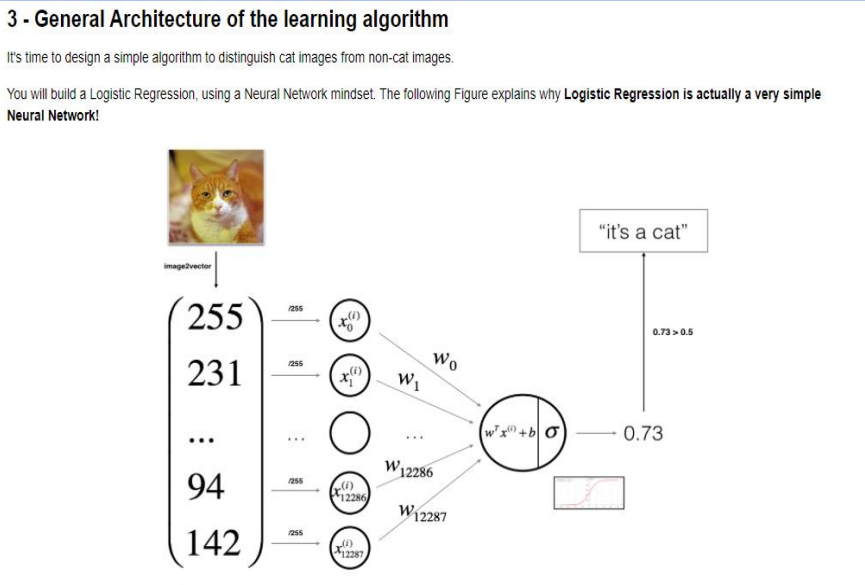 3 - General Architecture of the learning algorithm
It's time to design a simple algorithm to distinguish cat images from non-cat images.
You will build a Logistic Regression, using a Neural Network mindset. The following Figure explains why Logistic Regression is actually a very simple
Neural Network!
“it’s a cat”
image2vector
255
/255
x₀⁽ⁱ⁾
0.73 > 0.5
231
/255
x₁⁽ⁱ⁾
w₀
w₁
...
...
...
wᵀx⁽ⁱ⁾+b
σ
0.73
94
/255
x₁₂₂₈₆⁽ⁱ⁾
w₁₂₂₈₆
w₁₂₂₈₇
142
/255
x₁₂₂₈₇⁽ⁱ⁾